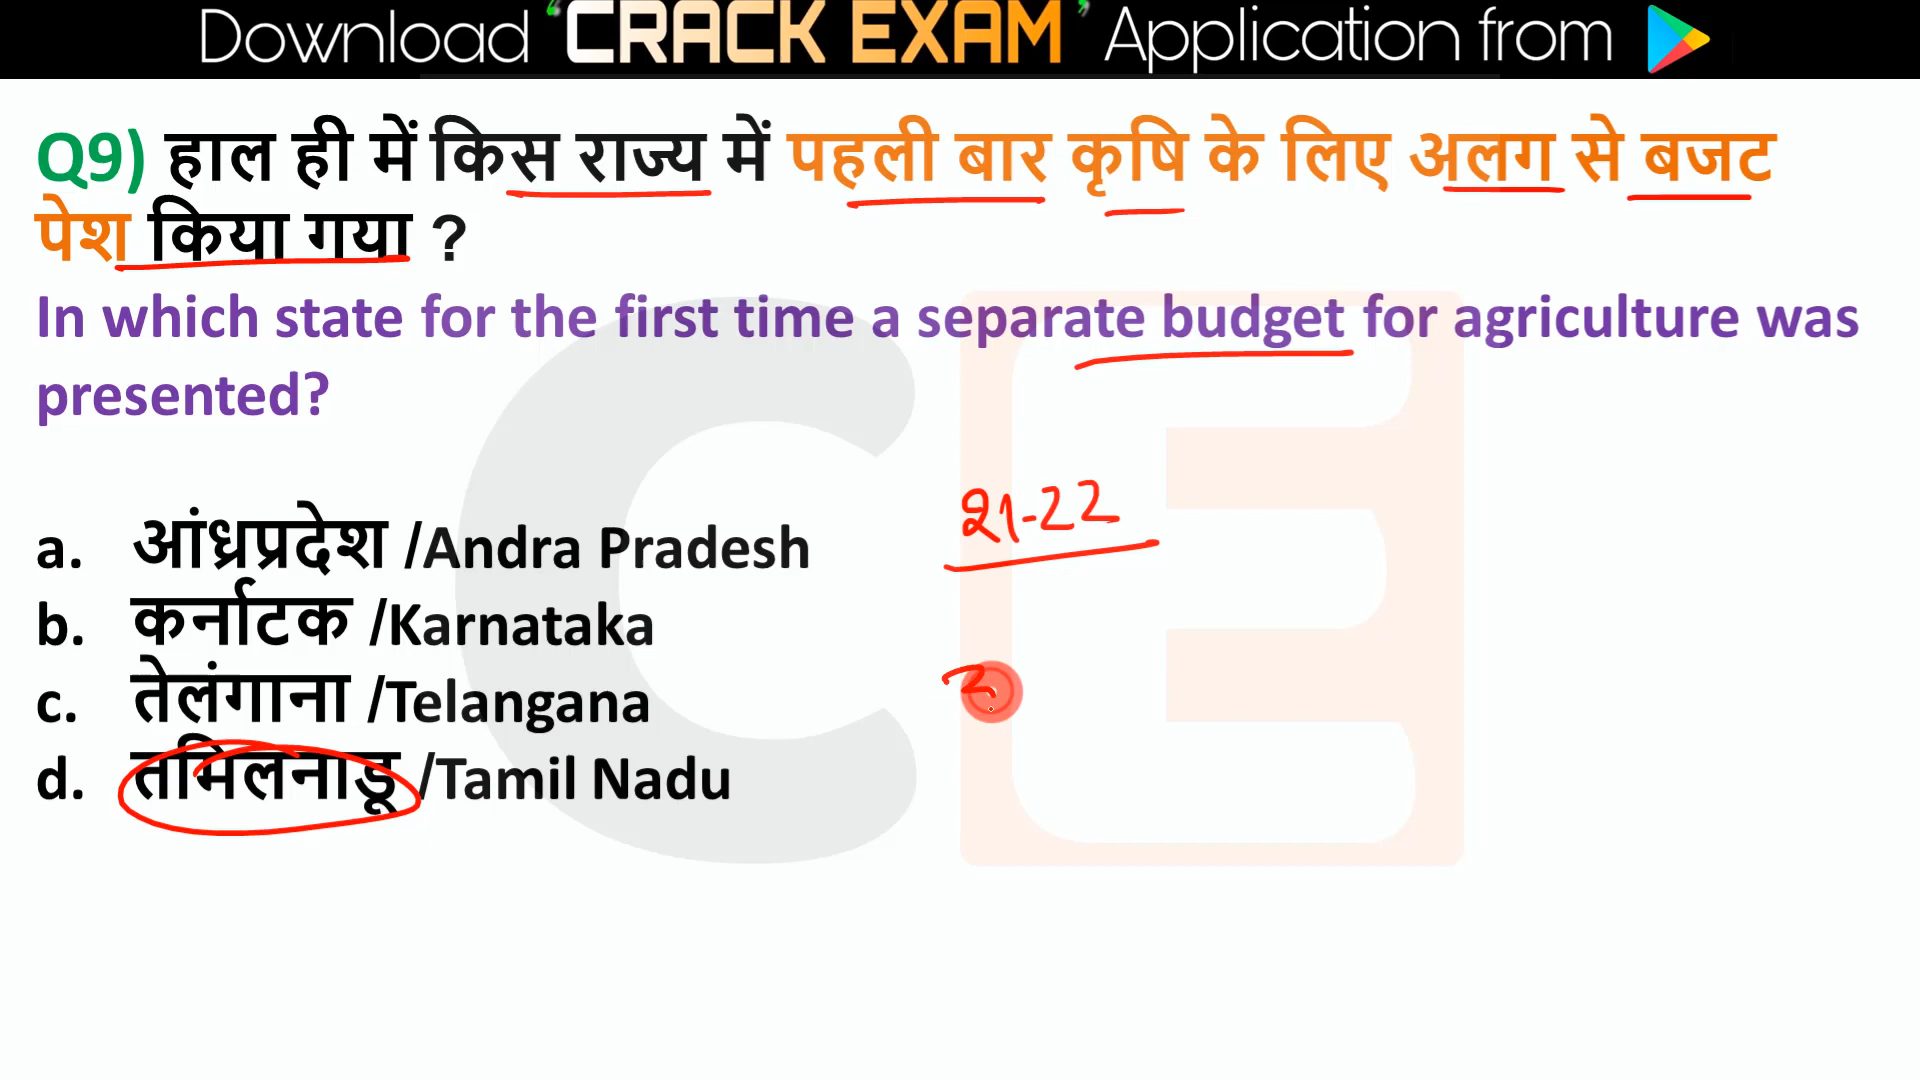 Download 'CRACK EXAM' Application from
Q9) हाल ही में किस राज्य में पहली बार कृषि के लिए अलग से बजट
पेश किया गया ?
In which state for the first time a separate budget for agriculture was
presented?
21-22
a. आंध्रप्रदेश /Andra Pradesh
b. कर्नाटक /Karnataka
c. तेलंगाना /Telangana
d. तमिलनाडू /Tamil Nadu
CE